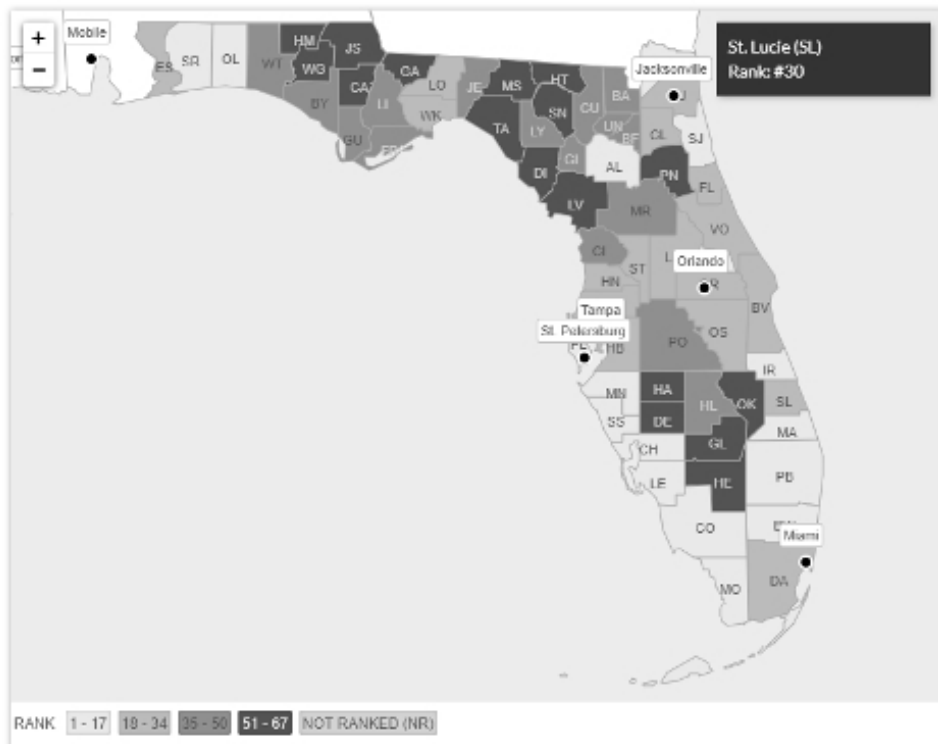 +
−
Mobile
St. Lucie (SL)
Rank: #30
Jacksonville
HM
JS
ES
SR
OL
WT
WG
CA
GA
LO
JE
MS
HT
BA
BY
LI
WK
SN
CU
TA
LY
UN
BF
CL
SJ
GU
GI
AL
DI
PN
FL
LV
MR
VO
CI
ST
L
Orlando
HN
BV
Tampa
OS
St. Petersburg
HB
PO
IR
MN
HA
HL
OK
SL
SS
DE
MA
GL
CH
LE
HE
PB
CO
Miami
MO
DA
RANK 1 - 17 18 - 34 35 - 50 51 - 67 NOT RANKED (NR)